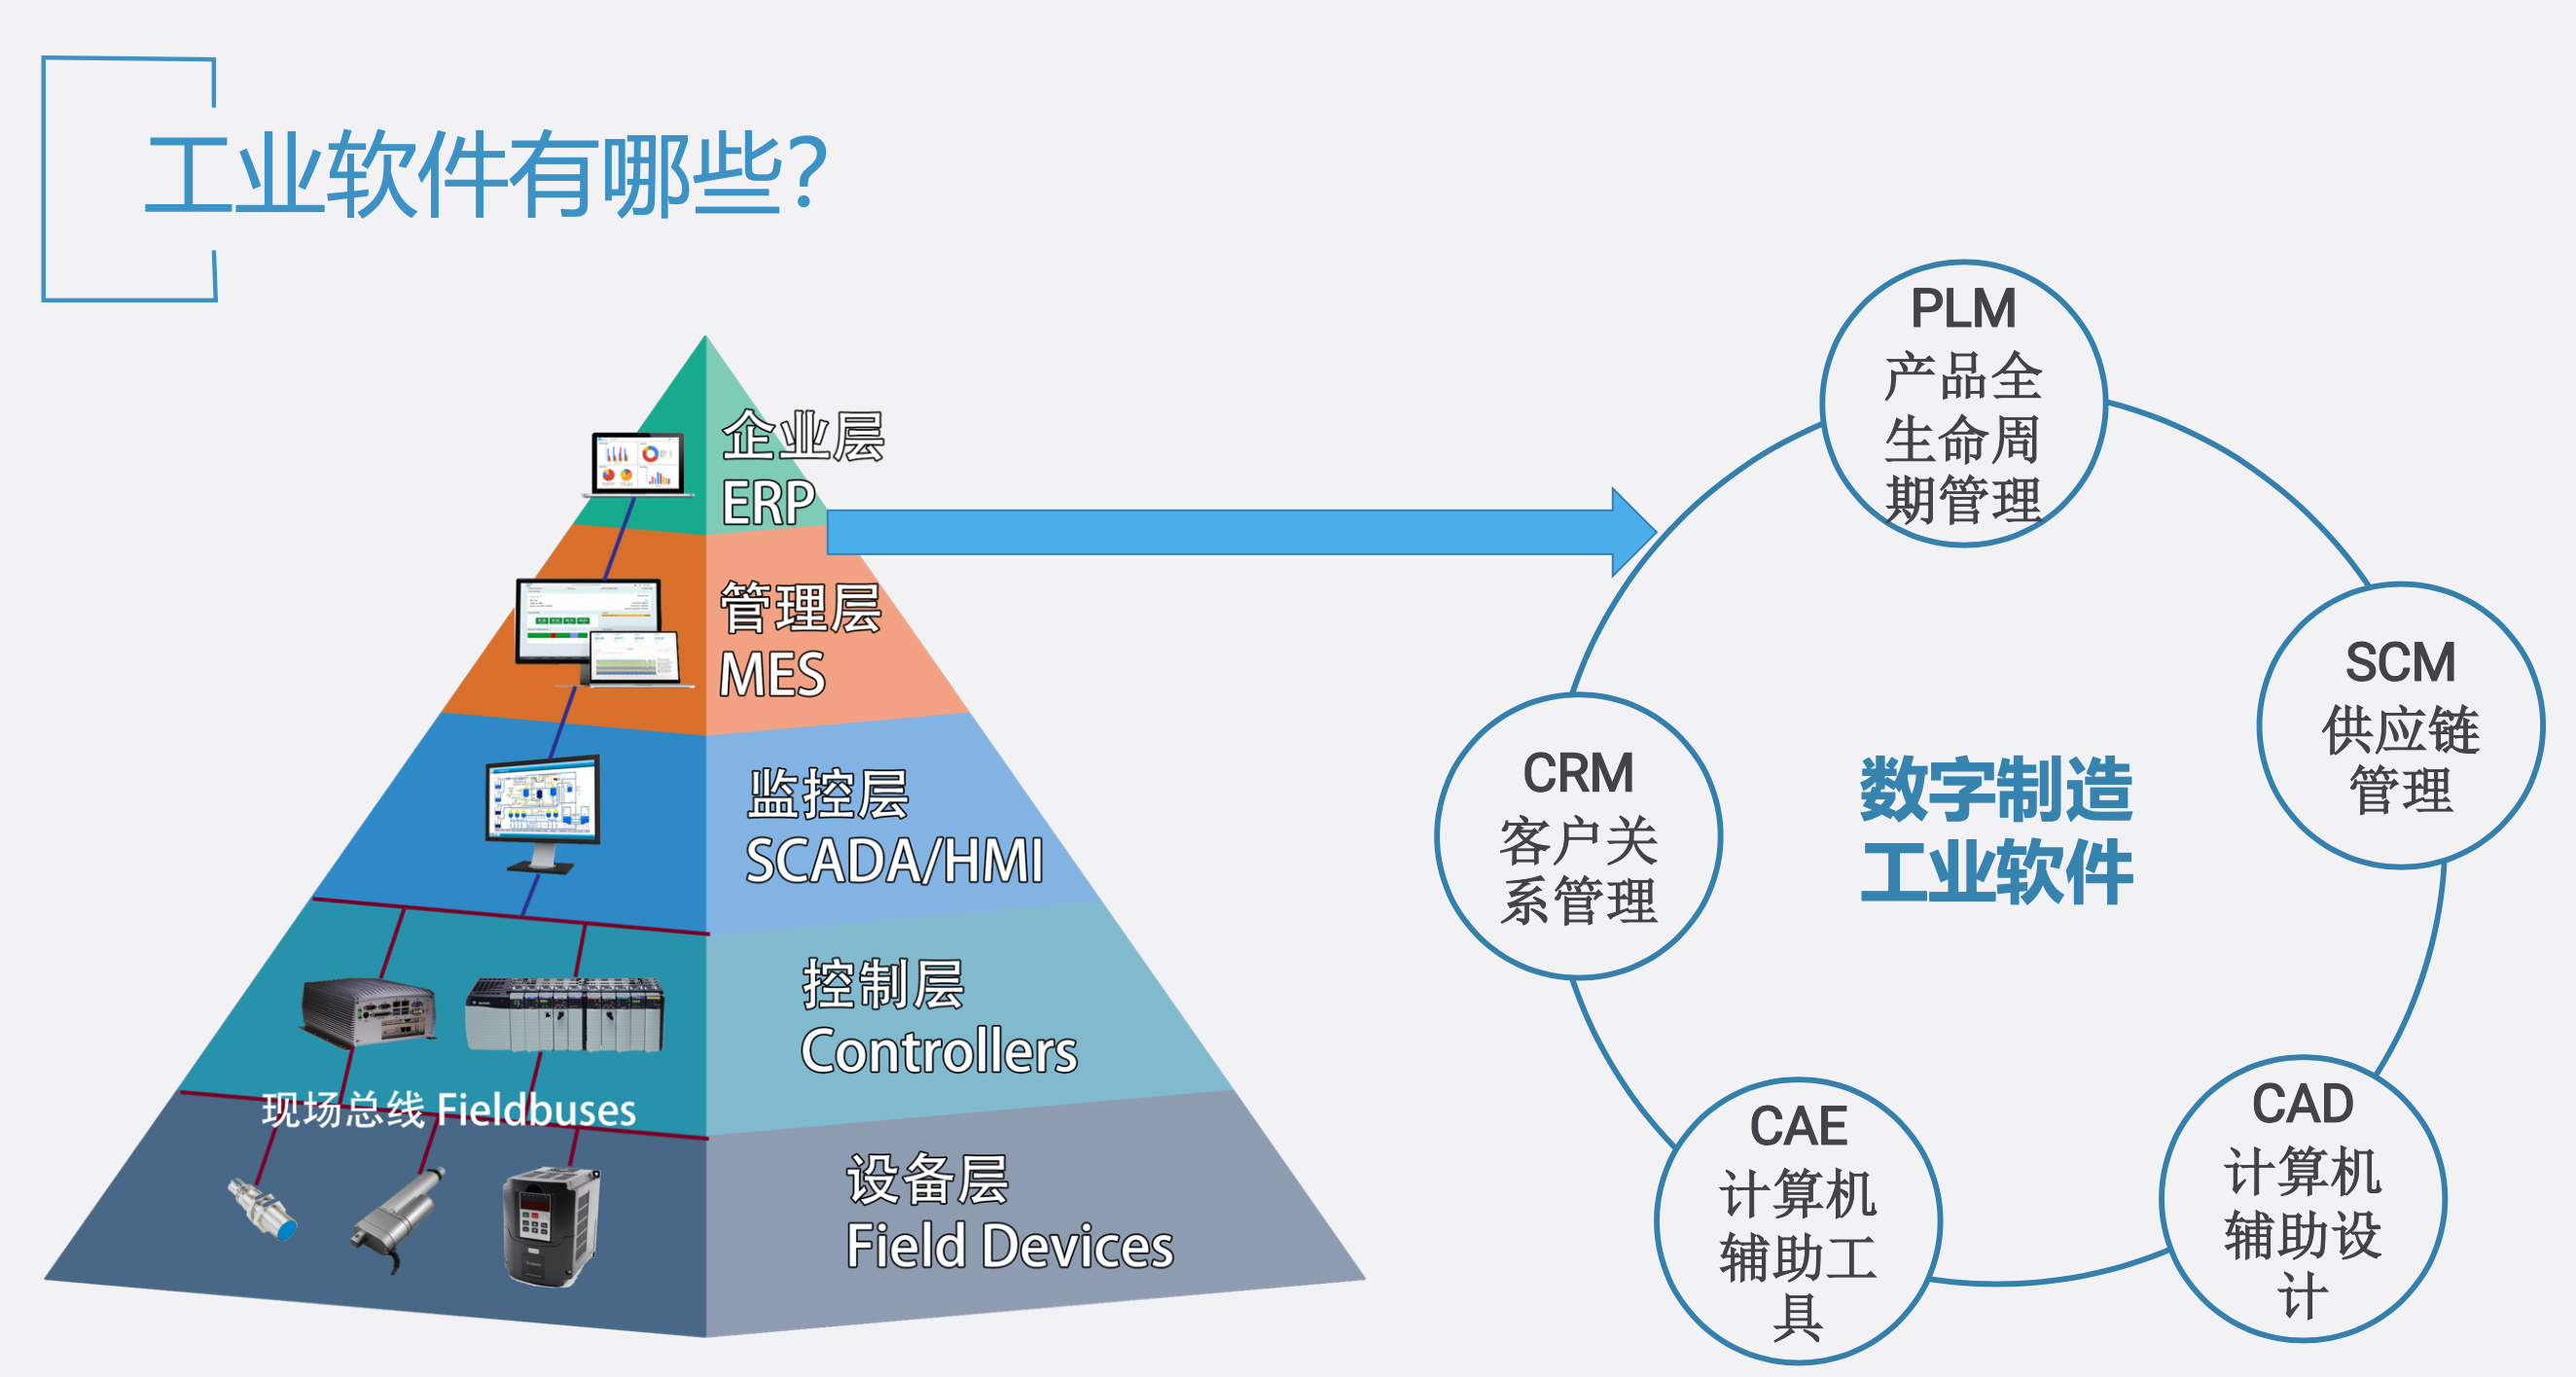 工业软件有哪些?
企业层
ERP
管理层
MES
监控层
SCADA/HMI
控制层
Controllers
现场总线 Fieldbuses
设备层
Field Devices
PLM
产品全
生命周
期管理
SCM
供应链
管理
CRM
客户关
系管理
数字制造
工业软件
CAE
计算机
辅助工
具
CAD
计算机
辅助设
计